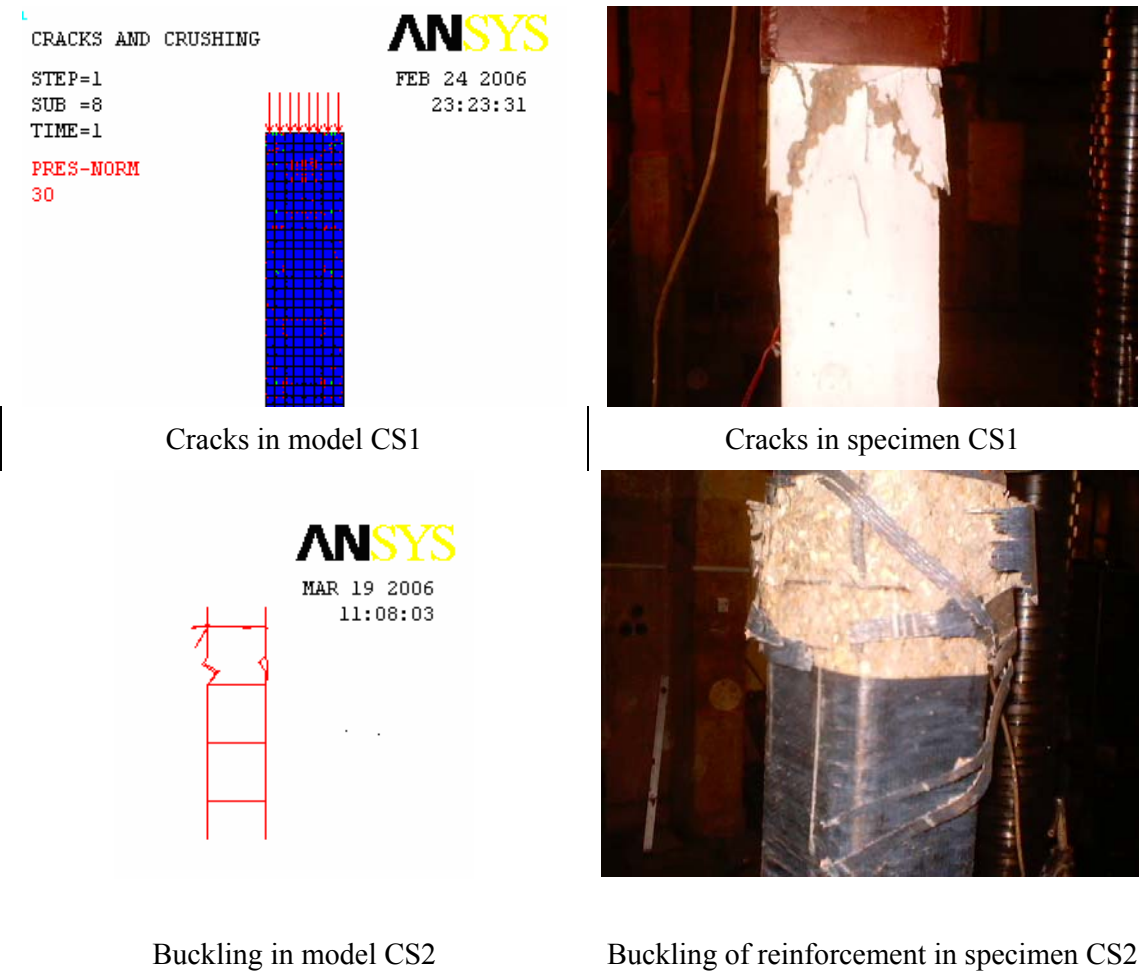 L
CRACKS AND CRUSHING
STEP=1
SUB =8
TIME=1
PRES-NORM
30
ANSYS
FEB 24 2006
23:23:31
Cracks in model CS1
Cracks in specimen CS1
ANSYS
MAR 19 2006
11:08:03
Buckling in model CS2
Buckling of reinforcement in specimen CS2